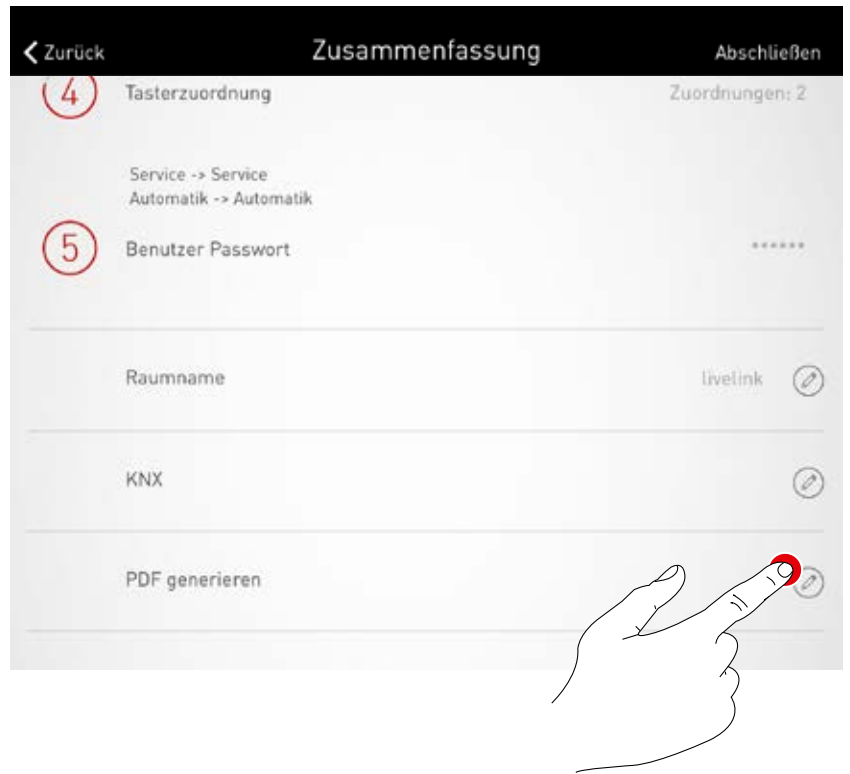 Zurück Zusammenfassung Abschließen
4 Tasterzuordnung Zuordnungen: 2
Service -> Service
Automatik -> Automatik
5 Benutzer Passwort ••••••
Raumname livelink
KNX
PDF generieren